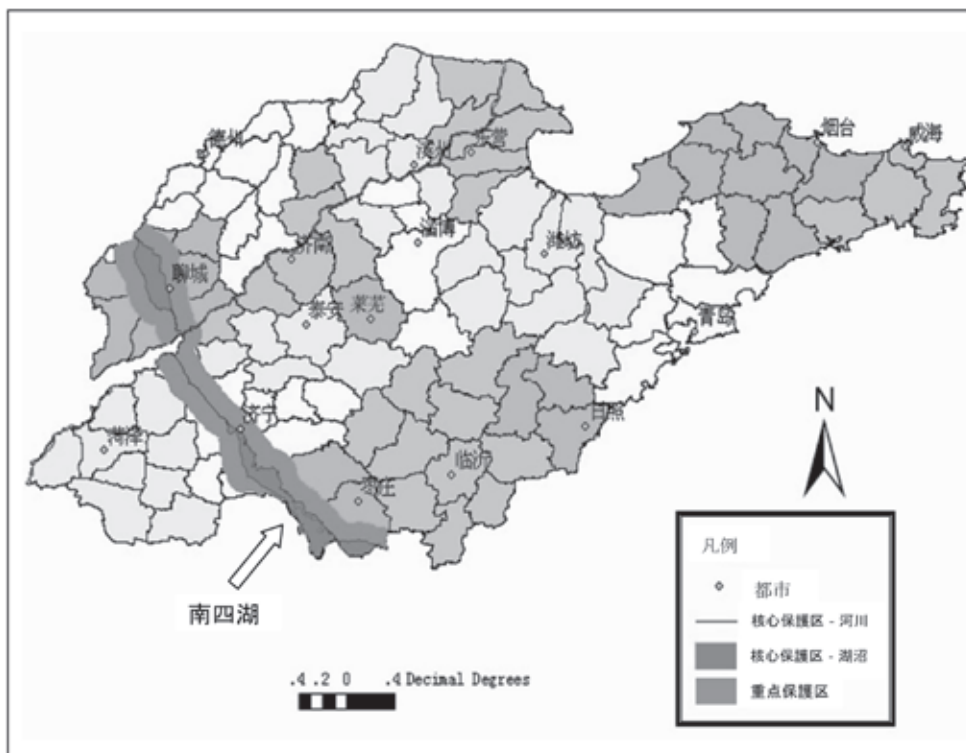 德州
滨州
东营
烟台
威海
聊城
济南
淄博
潍坊
泰安
莱芜
青岛
济宁
菏泽
日照
临沂
枣庄
南四湖
N
.4 .2 0 .4 Decimal Degrees
凡例
都市
核心保護区 - 河川
核心保護区 - 湖沼
重点保護区